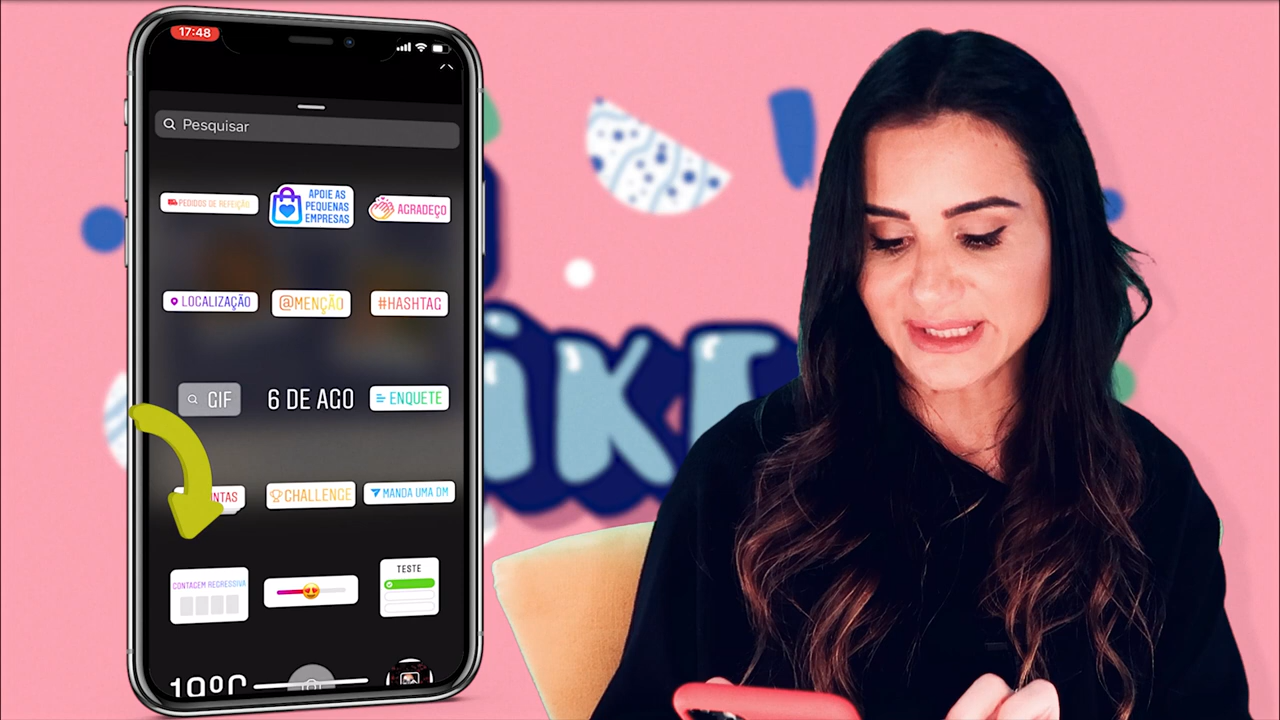 17:48
Pesquisar
PEDIDOS DE REFEIÇÃO
APOIE AS
PEQUENAS
EMPRESAS
AGRADEÇO
LOCALIZAÇÃO
@MENÇÃO
#HASHTAG
GIF
6 DE AGO
ENQUETE
NTAS
CHALLENGE
MANDA UMA DM
CONTAGEM REGRESSIVA
TESTE